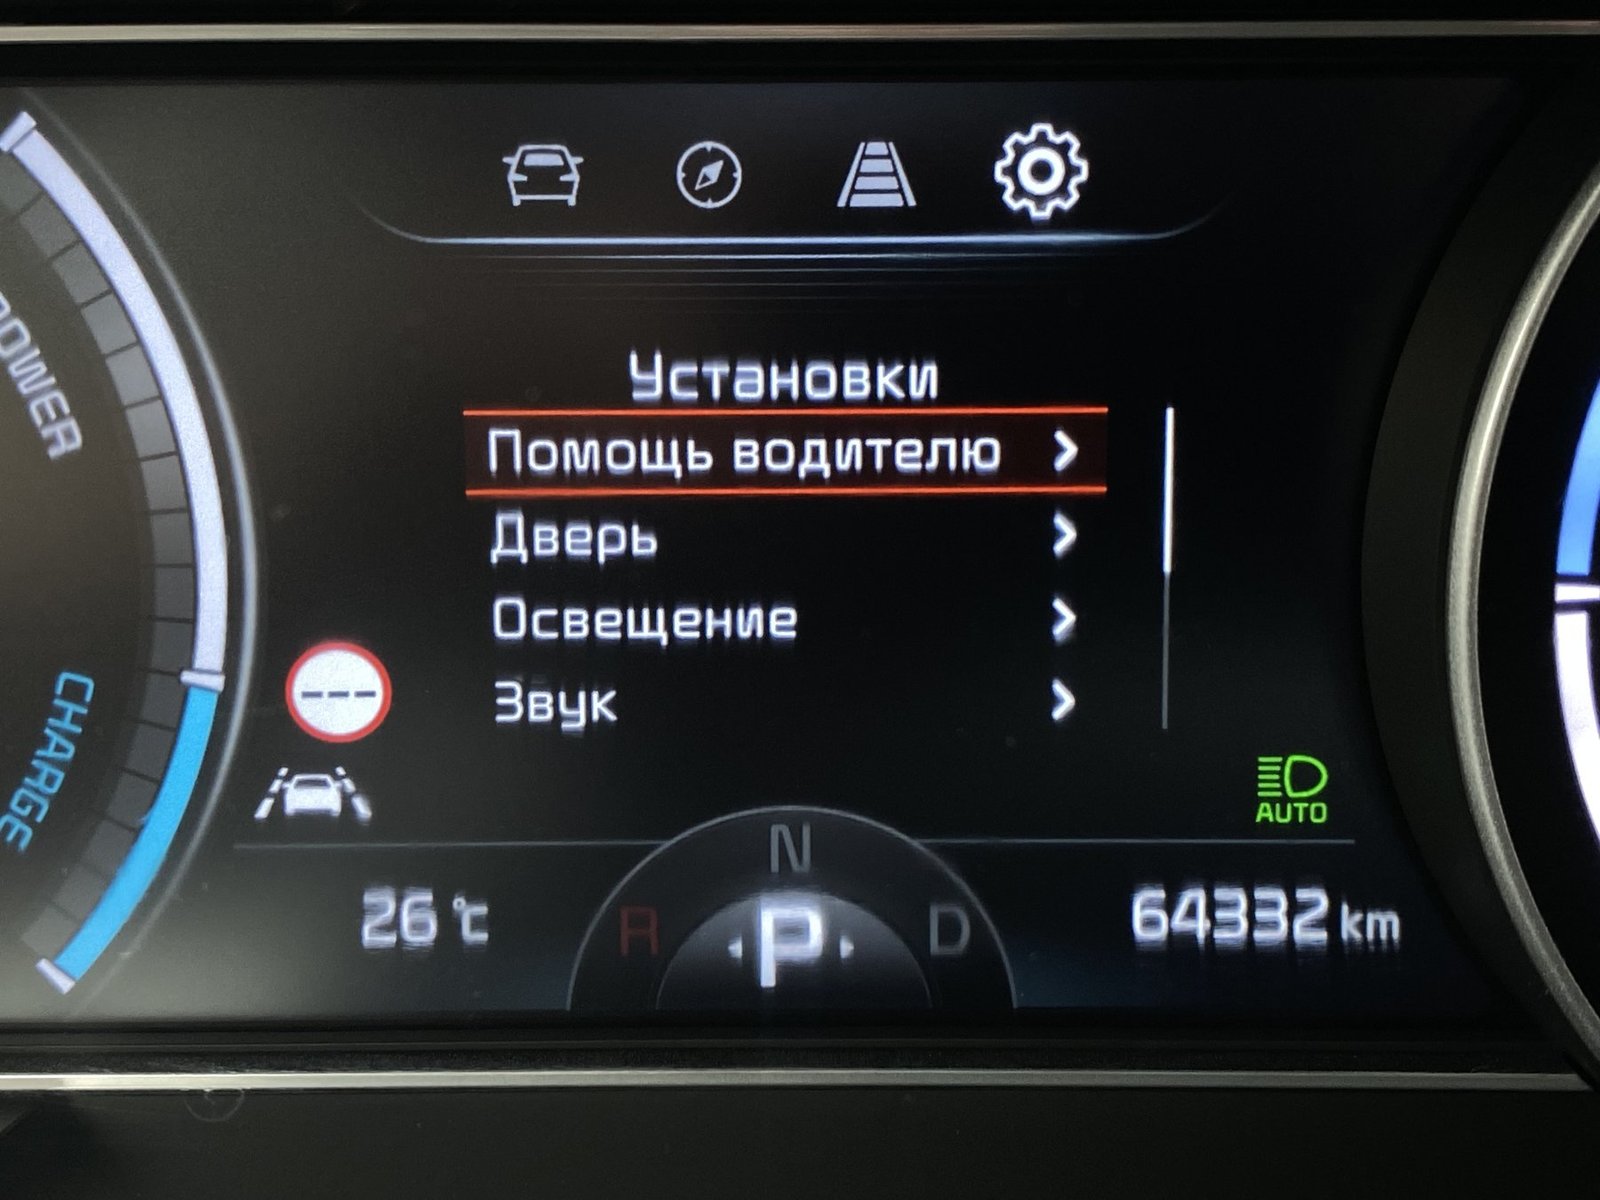 POWER
CHARGE
Установки
Помощь водителю
Дверь
Освещение
Звук
AUTO
N
26 °C
R
P
D
64332 km